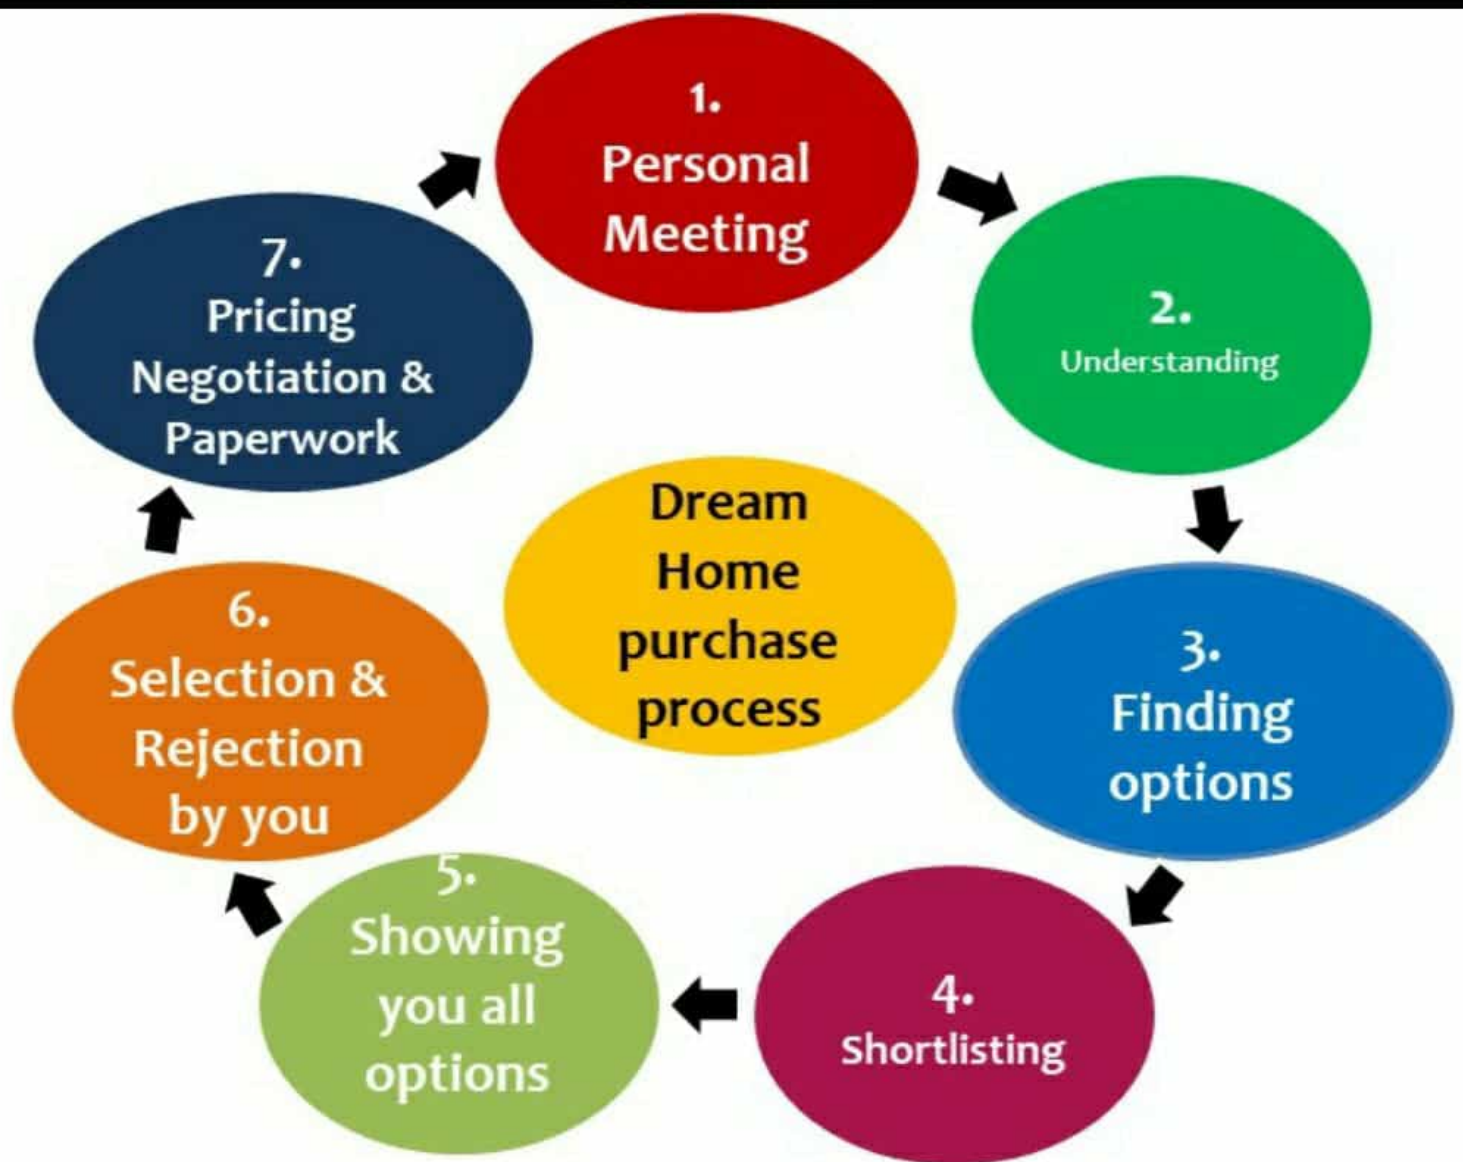 1.
Personal
Meeting
2.
Understanding
3.
Finding
options
4.
Shortlisting
5.
Showing
you all
options
6.
Selection &
Rejection
by you
7.
Pricing
Negotiation &
Paperwork
Dream
Home
purchase
process